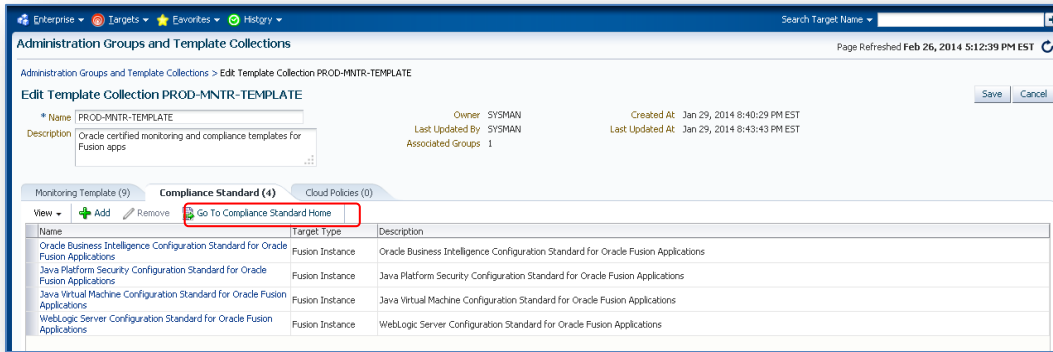 Enterprise Targets Favorites History Search Target Name
Administration Groups and Template Collections Page Refreshed Feb 26, 2014 5:12:39 PM EST
Administration Groups and Template Collections > Edit Template Collection PROD-MNTR-TEMPLATE
Edit Template Collection PROD-MNTR-TEMPLATE Save Cancel
* Name PROD-MNTR-TEMPLATE Owner SYSMAN Created At Jan 29, 2014 8:40:29 PM EST
Description Oracle certified monitoring and compliance templates for Last Updated By SYSMAN Last Updated At Jan 29, 2014 8:43:43 PM EST
Fusion apps Associated Groups 1
Monitoring Template (9) Compliance Standard (4) Cloud Policies (0)
View Add Remove Go To Compliance Standard Home
Name Target Type Description
Oracle Business Intelligence Configuration Standard for Oracle
Fusion Applications Fusion Instance Oracle Business Intelligence Configuration Standard for Oracle Fusion Applications
Java Platform Security Configuration Standard for Oracle
Fusion Applications Fusion Instance Java Platform Security Configuration Standard for Oracle Fusion Applications
Java Virtual Machine Configuration Standard for Oracle Fusion
Applications Fusion Instance Java Virtual Machine Configuration Standard for Oracle Fusion Applications
WebLogic Server Configuration Standard for Oracle Fusion
Applications Fusion Instance WebLogic Server Configuration Standard for Oracle Fusion Applications